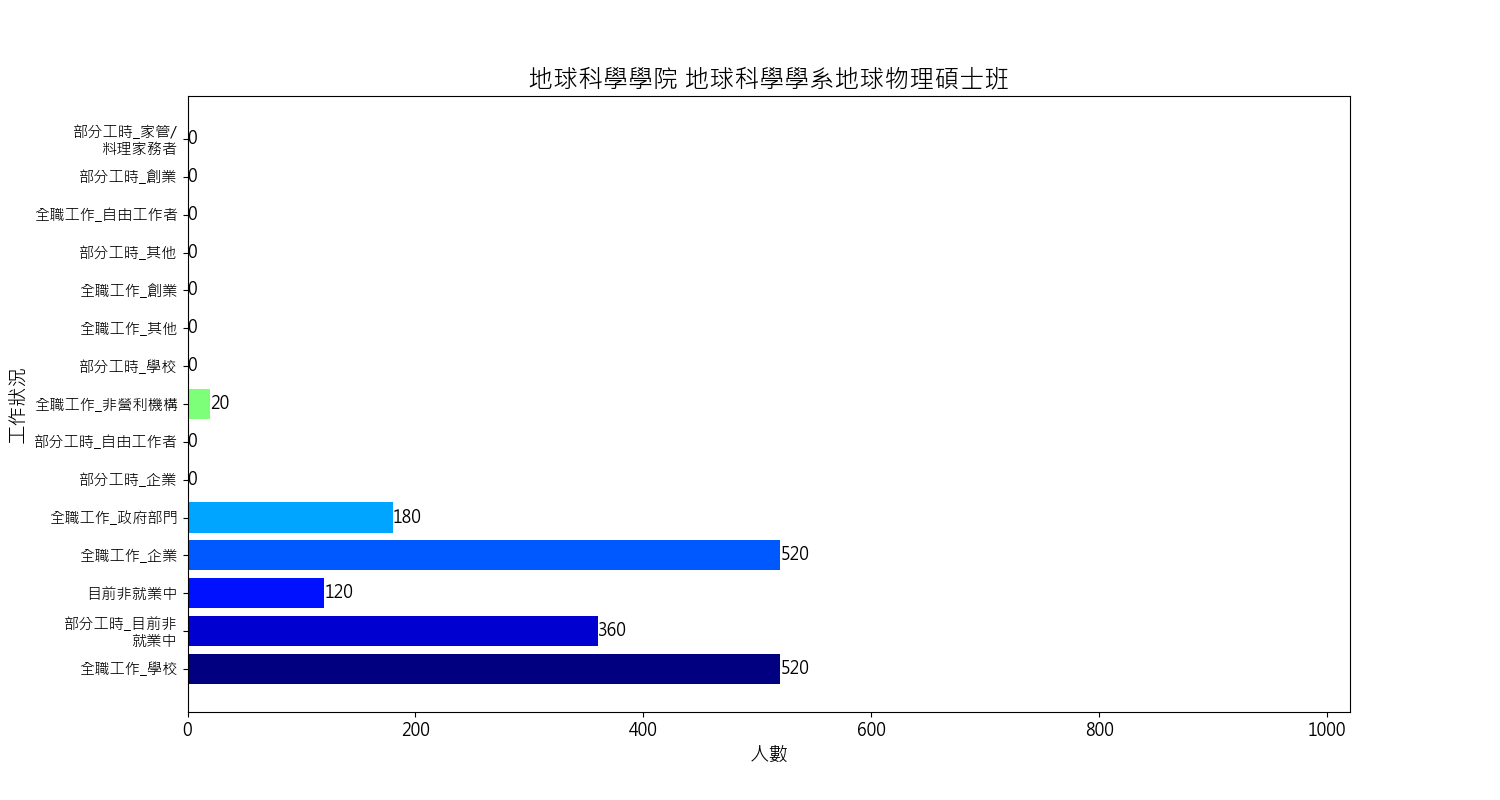 地球科學學院 地球科學學系地球物理碩士班
部分工時_家管/
料理家務者
0
部分工時_創業
0
全職工作_自由工作者
0
部分工時_其他
0
全職工作_創業
0
全職工作_其他
0
部分工時_學校
0
全職工作_非營利機構
20
部分工時_自由工作者
0
部分工時_企業
0
全職工作_政府部門
180
全職工作_企業
520
目前非就業中
120
部分工時_目前非
就業中
360
全職工作_學校
520
工作狀況
0 200 400 600 800 1000
人數